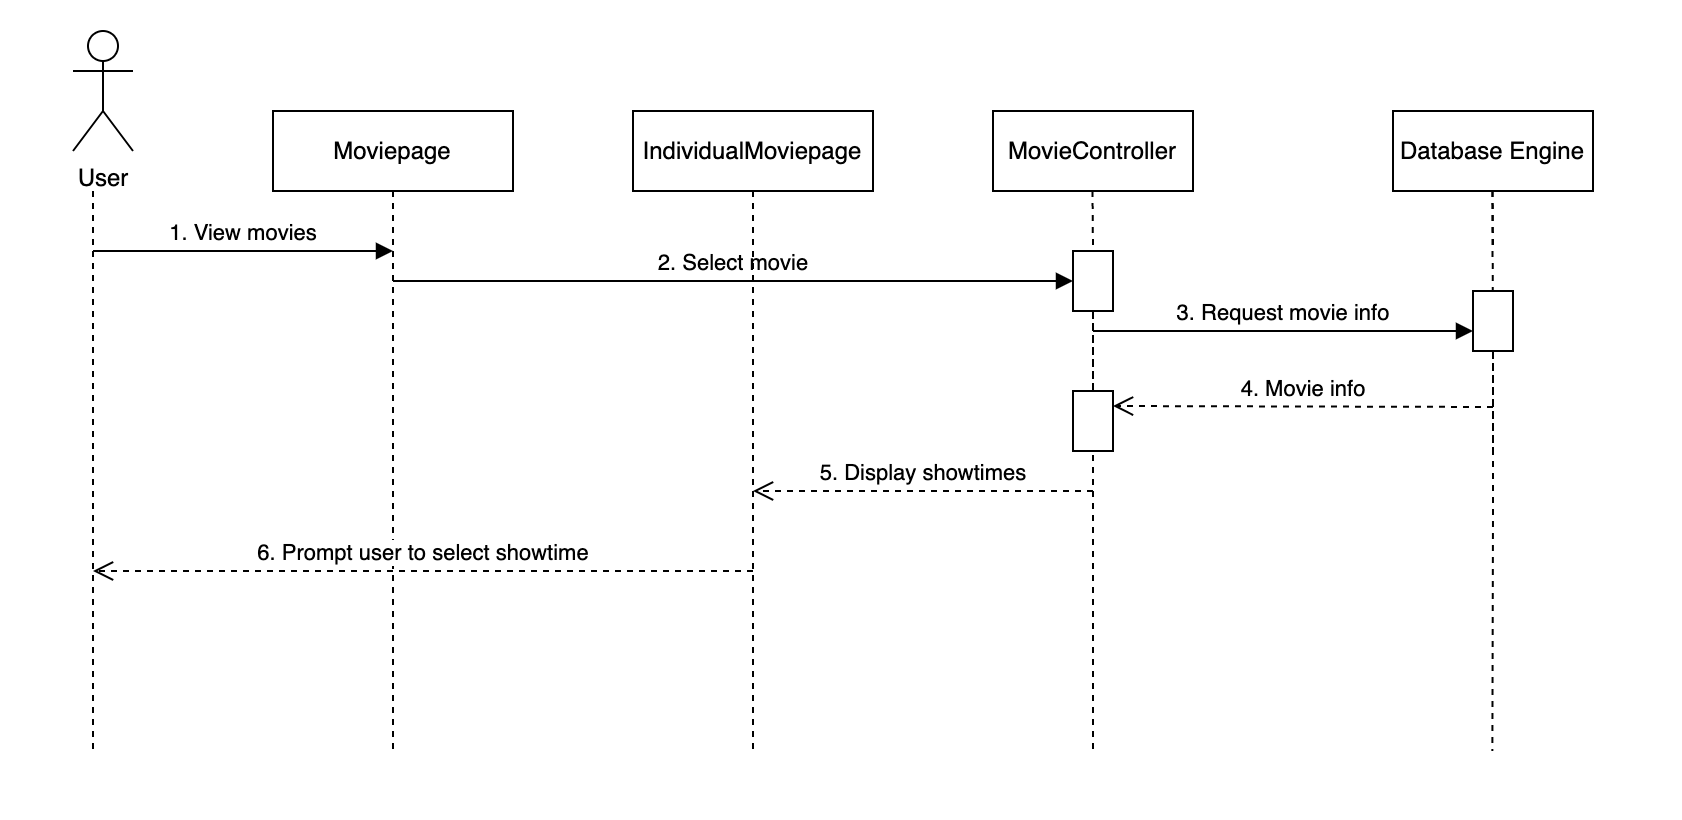 User
Moviepage
IndividualMoviepage
MovieController
Database Engine
1. View movies
2. Select movie
3. Request movie info
4. Movie info
5. Display showtimes
6. Prompt user to select showtime